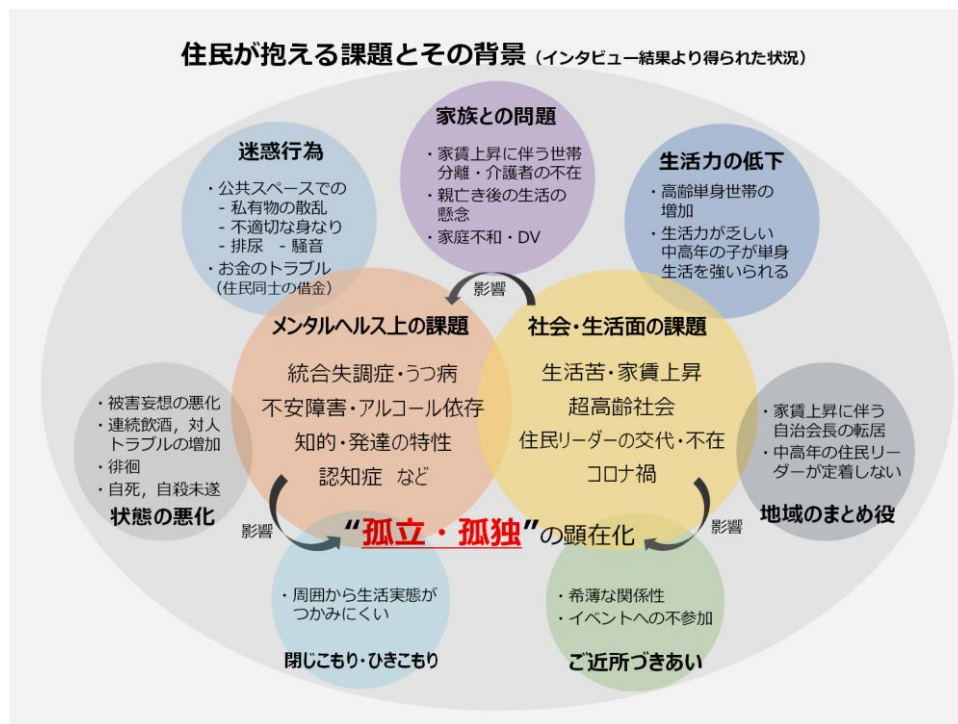 住民が抱える課題とその背景（インタビュー結果より得られた状況）
家族との問題
・家賃上昇に伴う世帯
分離・介護者の不在
・親亡き後の生活の
懸念
・家庭不和・DV
迷惑行為
・公共スペースでの
- 私有物の散乱
- 不適切な身なり
- 排尿 - 騒音
・お金のトラブル
（住民同士の借金）
生活力の低下
・高齢単身世帯の
増加
・生活力が乏しい
中高年の子が単身
生活を強いられる
影響
メンタルヘルス上の課題
統合失調症・うつ病
不安障害・アルコール依存
知的・発達の特性
認知症 など
社会・生活面の課題
生活苦・家賃上昇
超高齢社会
住民リーダーの交代・不在
コロナ禍
・被害妄想の悪化
・連続飲酒，対人
トラブルの増加
・徘徊
・自死，自殺未遂
状態の悪化
・家賃上昇に伴う
自治会長の転居
・中高年の住民リー
ダーが定着しない
地域のまとめ役
影響
“孤立・孤独”の顕在化
影響
・周囲から生活実態が
つかみにくい
閉じこもり・ひきこもり
・希薄な関係性
・イベントへの不参加
ご近所づきあい